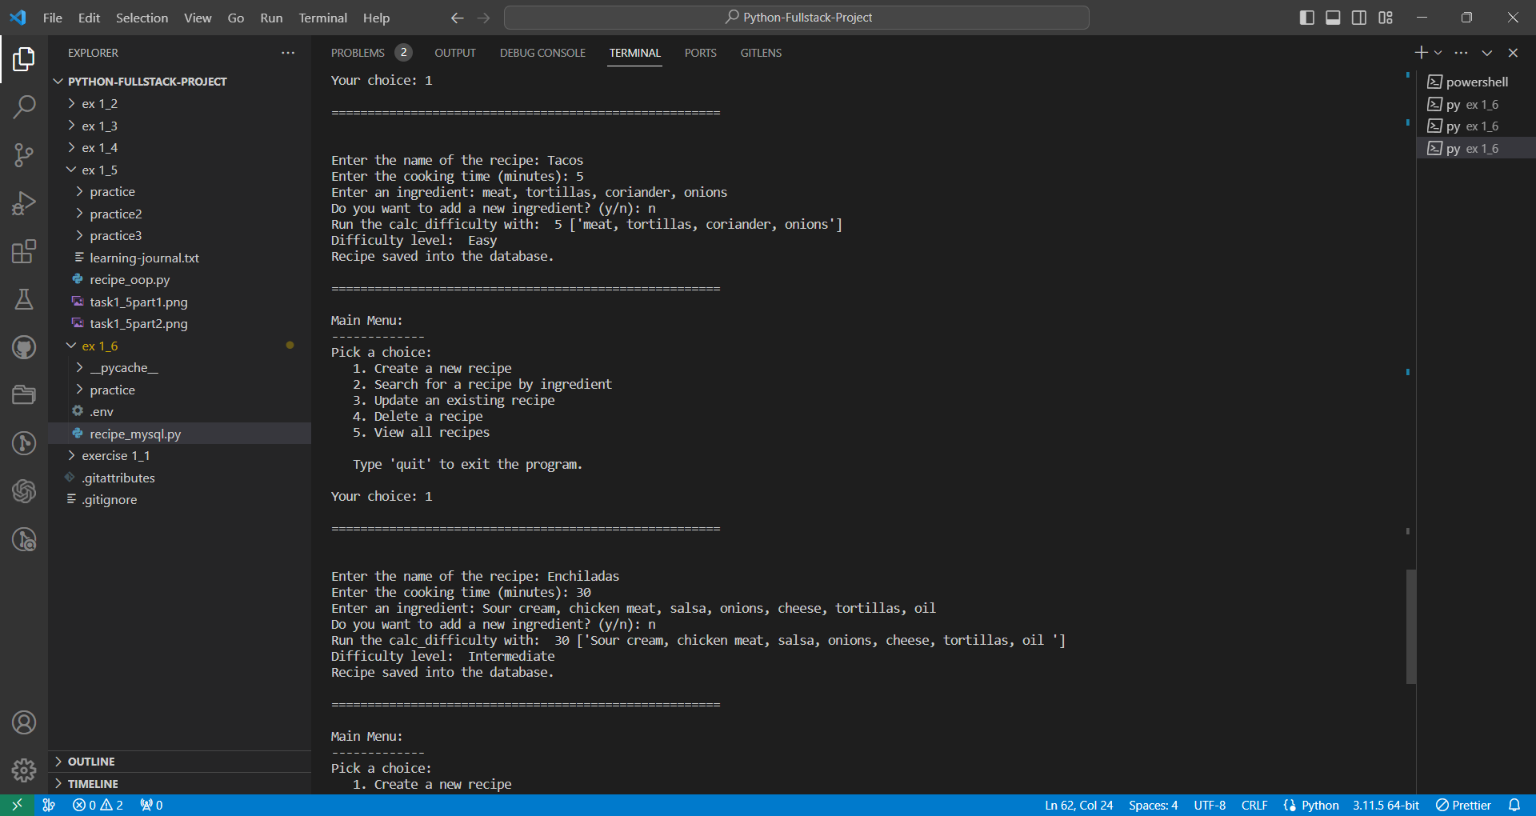 File Edit Selection View Go Run Terminal Help
Python-Fullstack-Project
EXPLORER
PYTHON-FULLSTACK-PROJECT
ex 1_2
ex 1_3
ex 1_4
ex 1_5
practice
practice2
practice3
learning-journal.txt
recipe_oop.py
task1_5part1.png
task1_5part2.png
ex 1_6
__pycache__
practice
.env
recipe_mysql.py
exercise 1_1
.gitattributes
.gitignore
OUTLINE
TIMELINE
PROBLEMS 2 OUTPUT DEBUG CONSOLE TERMINAL PORTS GITLENS
Your choice: 1
======================================================
Enter the name of the recipe: Tacos
Enter the cooking time (minutes): 5
Enter an ingredient: meat, tortillas, coriander, onions
Do you want to add a new ingredient? (y/n): n
Run the calc_difficulty with:  5 ['meat, tortillas, coriander, onions']
Difficulty level:  Easy
Recipe saved into the database.
======================================================
Main Menu:
-------------
Pick a choice:
1. Create a new recipe
2. Search for a recipe by ingredient
3. Update an existing recipe
4. Delete a recipe
5. View all recipes
Type 'quit' to exit the program.
Your choice: 1
======================================================
Enter the name of the recipe: Enchiladas
Enter the cooking time (minutes): 30
Enter an ingredient: Sour cream, chicken meat, salsa, onions, cheese, tortillas, oil
Do you want to add a new ingredient? (y/n): n
Run the calc_difficulty with:  30 ['Sour cream, chicken meat, salsa, onions, cheese, tortillas, oil ']
Difficulty level:  Intermediate
Recipe saved into the database.
======================================================
Main Menu:
-------------
Pick a choice:
1. Create a new recipe
powershell
py ex 1_6
py ex 1_6
py ex 1_6
0 2 0
Ln 62, Col 24 Spaces: 4 UTF-8 CRLF Python 3.11.5 64-bit Prettier